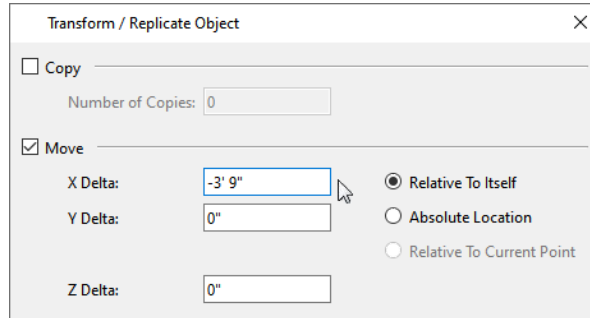 Transform / Replicate Object
Copy
Number of Copies: 0
Move
X Delta: -3' 9" Relative To Itself
Y Delta: 0" Absolute Location
Relative To Current Point
Z Delta: 0"